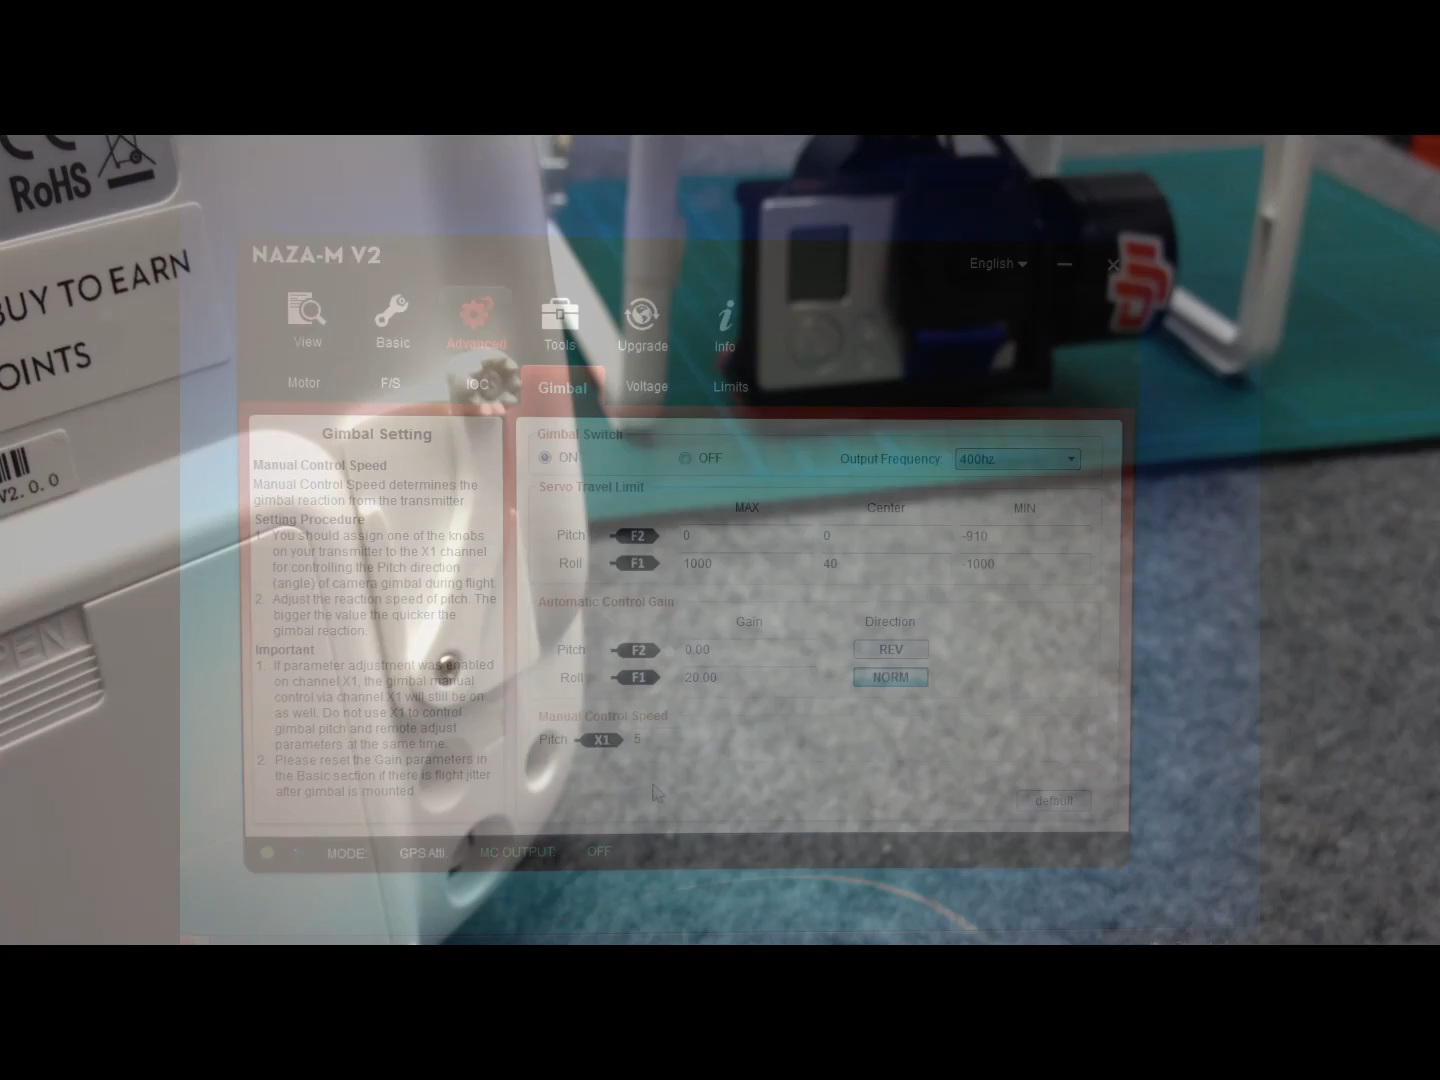 RoHS
BUY TO EARN
POINTS
V2.0.0
OPEN
DJI
NAZA-M V2
English
View
Basic
Advanced
Tools
Upgrade
Info
Motor
F/S
IOC
Gimbal
Voltage
Limits
Gimbal Setting
Manual Control Speed
Manual Control Speed determines the
gimbal reaction from the transmitter
Setting Procedure
1. You should assign one of the knobs
on your transmitter to the X1 channel
for controlling the Pitch direction
(angle) of camera gimbal during flight.
2. Adjust the reaction speed of pitch. The
bigger the value the quicker the
gimbal reaction.
Important
1. If parameter adjustment was enabled
on channel X1, the gimbal manual
control via channel X1 will still be on
as well. Do not use X1 to control
gimbal pitch and remote adjust
parameters at the same time.
2. Please reset the Gain parameters in
the Basic section if there is flight jitter
after gimbal is mounted
Gimbal Switch
ON
OFF
Output Frequency:
400hz
Servo Travel Limit
MAX Center MIN
Pitch F2 0 0 -910
Roll F1 1000 40 -1000
Automatic Control Gain
Gain Direction
Pitch F2 0.00 REV
Roll F1 20.00 NORM
Manual Control Speed
Pitch X1 5
default
MODE: GPS Atti. MC OUTPUT: OFF